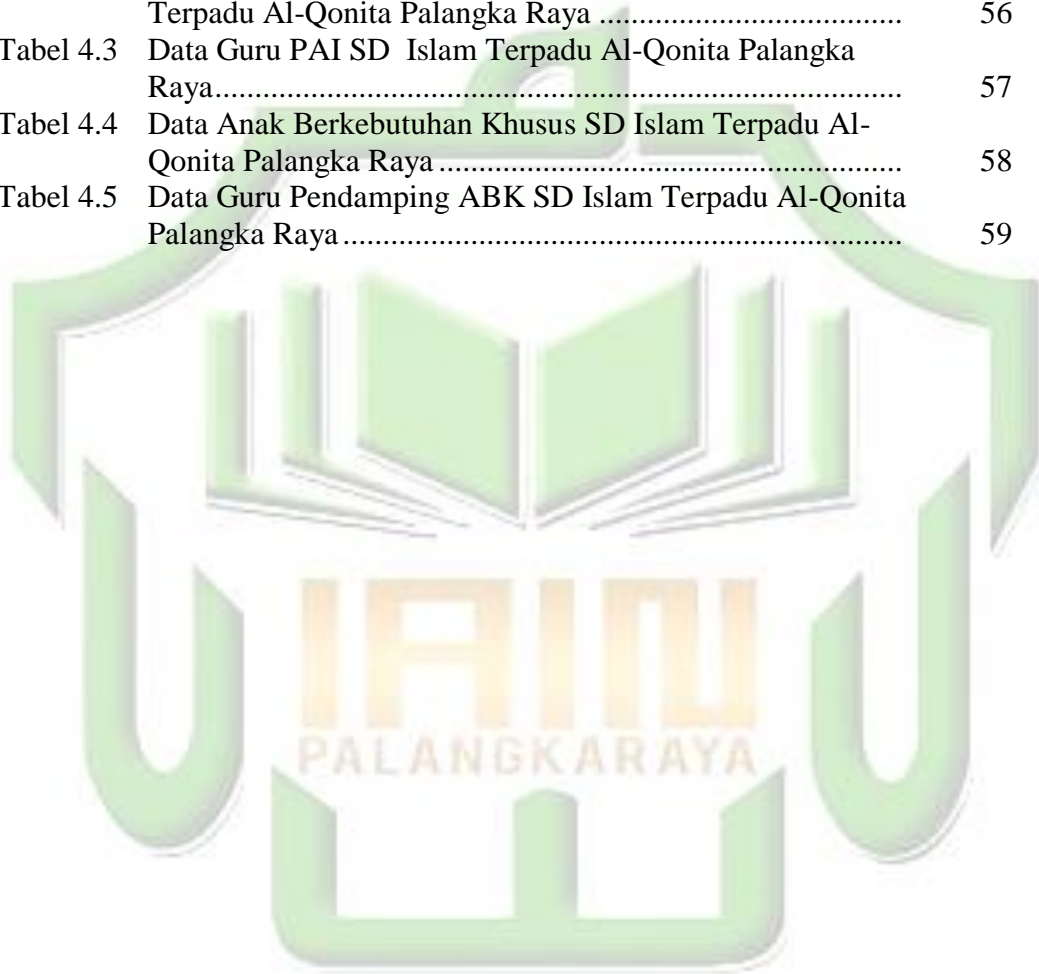 Terpadu Al-Qonita Palangka Raya .................................. 56
Tabel 4.3 Data Guru PAI SD Islam Terpadu Al-Qonita Palangka
Raya............................................................................. 57
Tabel 4.4 Data Anak Berkebutuhan Khusus SD Islam Terpadu Al-
Qonita Palangka Raya .................................................... 58
Tabel 4.5 Data Guru Pendamping ABK SD Islam Terpadu Al-Qonita
Palangka Raya ............................................................... 59
IAIN
PALANGKARAYA